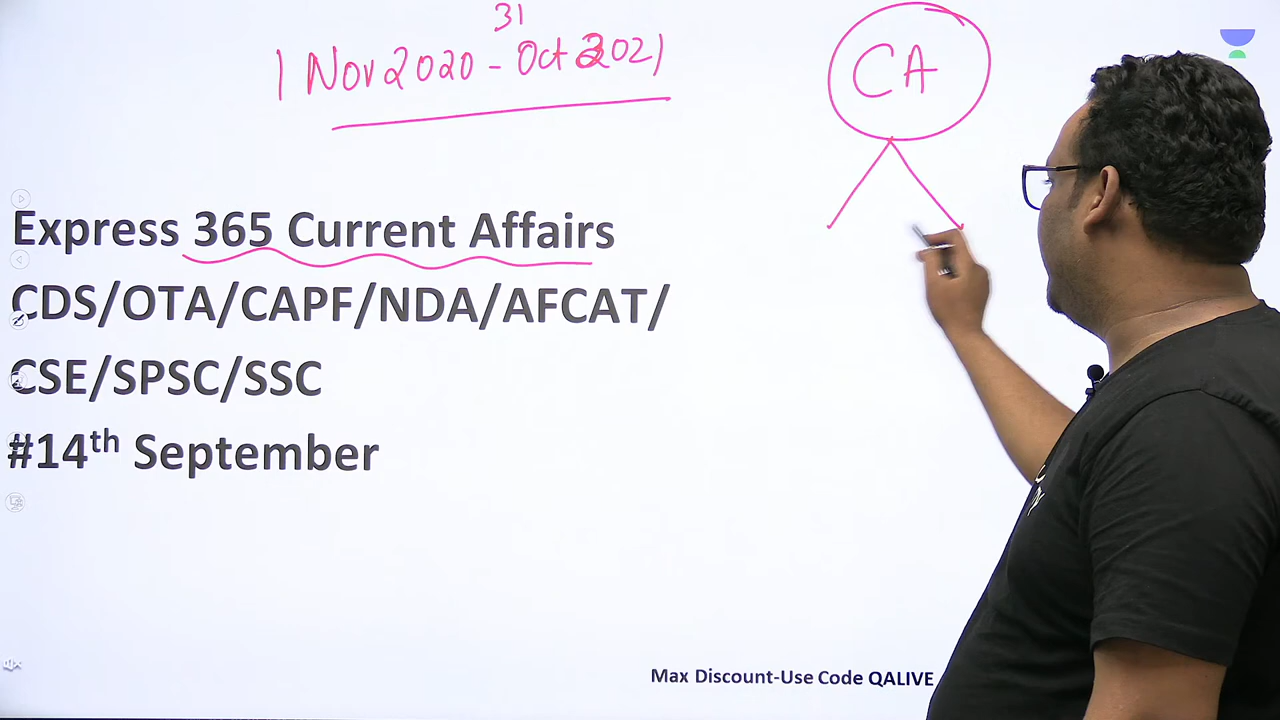 31
1 Nov 2020 - Oct 2021
CA
Express 365 Current Affairs
CDS/OTA/CAPF/NDA/AFCAT/
CSE/SPSC/SSC
#14th September
Max Discount-Use Code QALIVE